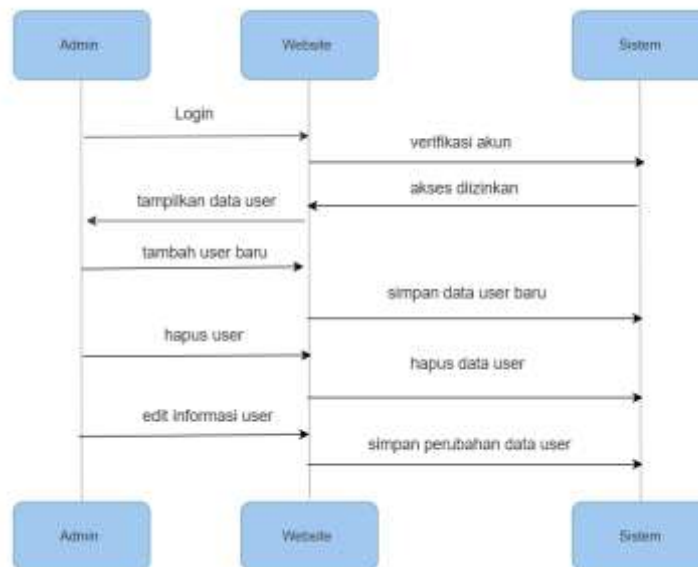 Admin
Website
Sistem
Login
verifikasi akun
akses diizinkan
tampilkan data user
tambah user baru
simpan data user baru
hapus user
hapus data user
edit informasi user
simpan perubahan data user
Admin
Website
Sistem